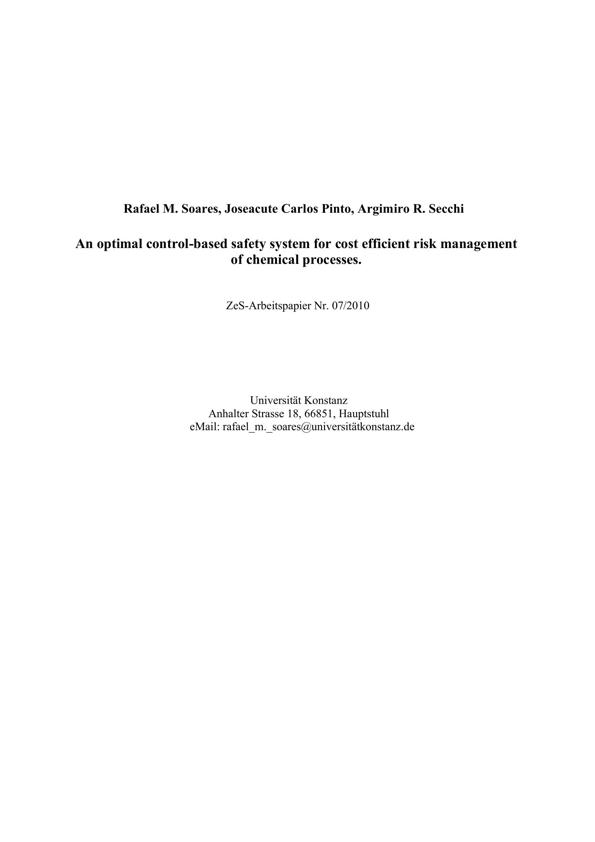 Rafael M. Soares, Joseacute Carlos Pinto, Argimiro R. Secchi
An optimal control-based safety system for cost efficient risk management
of chemical processes.
ZeS-Arbeitspapier Nr. 07/2010
Universität Konstanz
Anhalter Strasse 18, 66851, Hauptstuhl
eMail: rafael_m._soares@universitätkonstanz.de